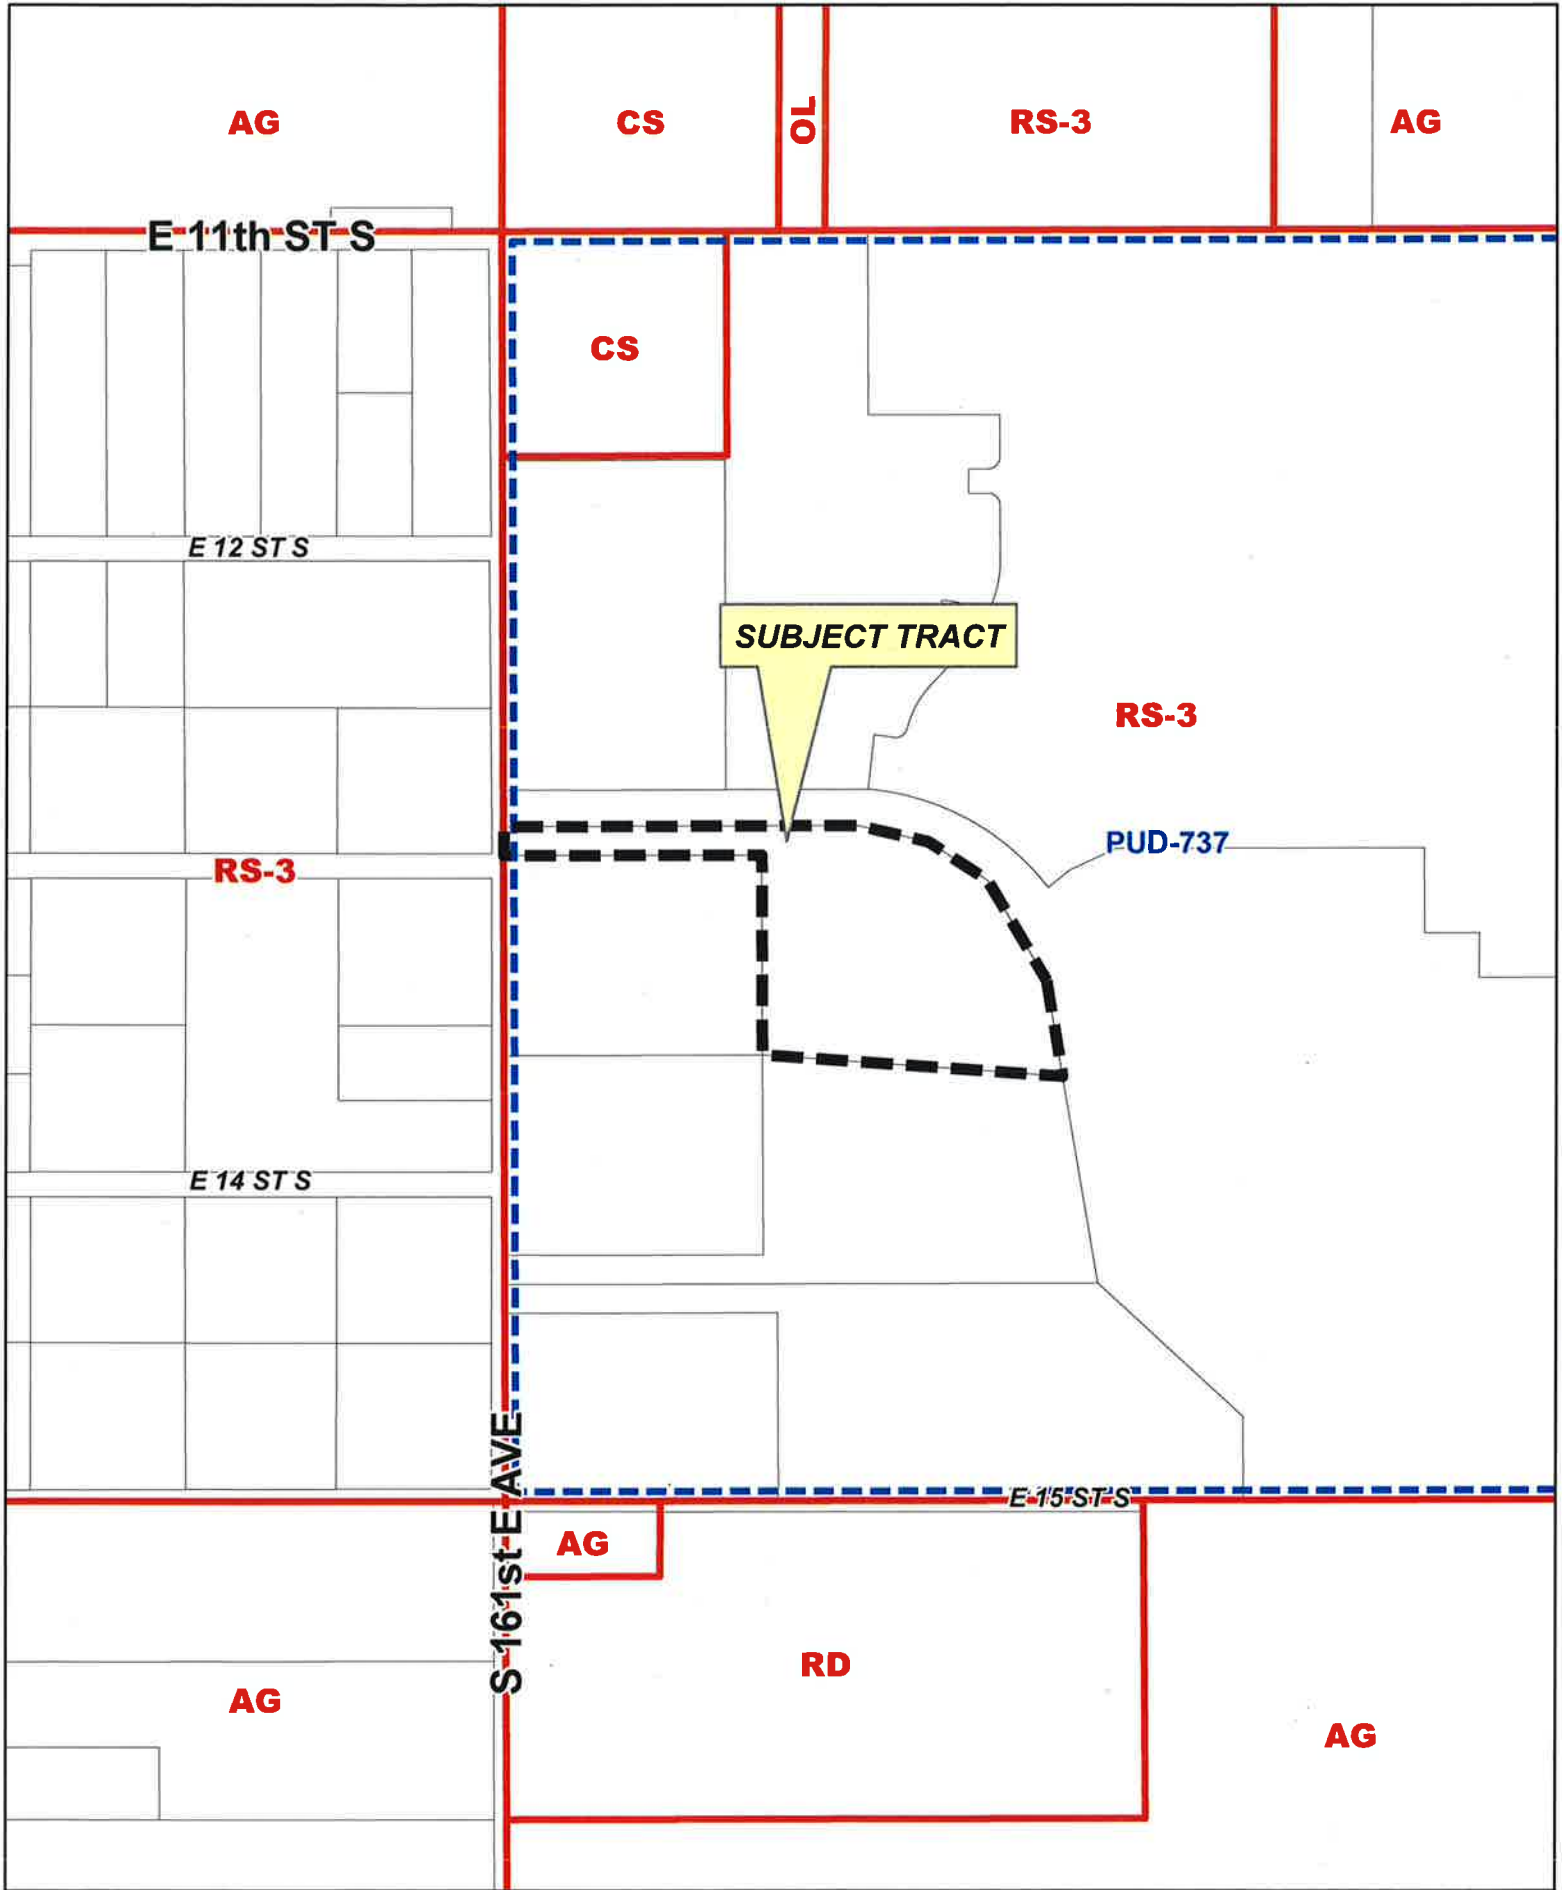 AG
CS
OL
RS-3
AG
E 11th ST S
CS
E 12 ST S
SUBJECT TRACT
RS-3
PUD-737
RS-3
E 14 ST S
S 161st E AVE
E 15 ST S
AG
RD
AG
AG